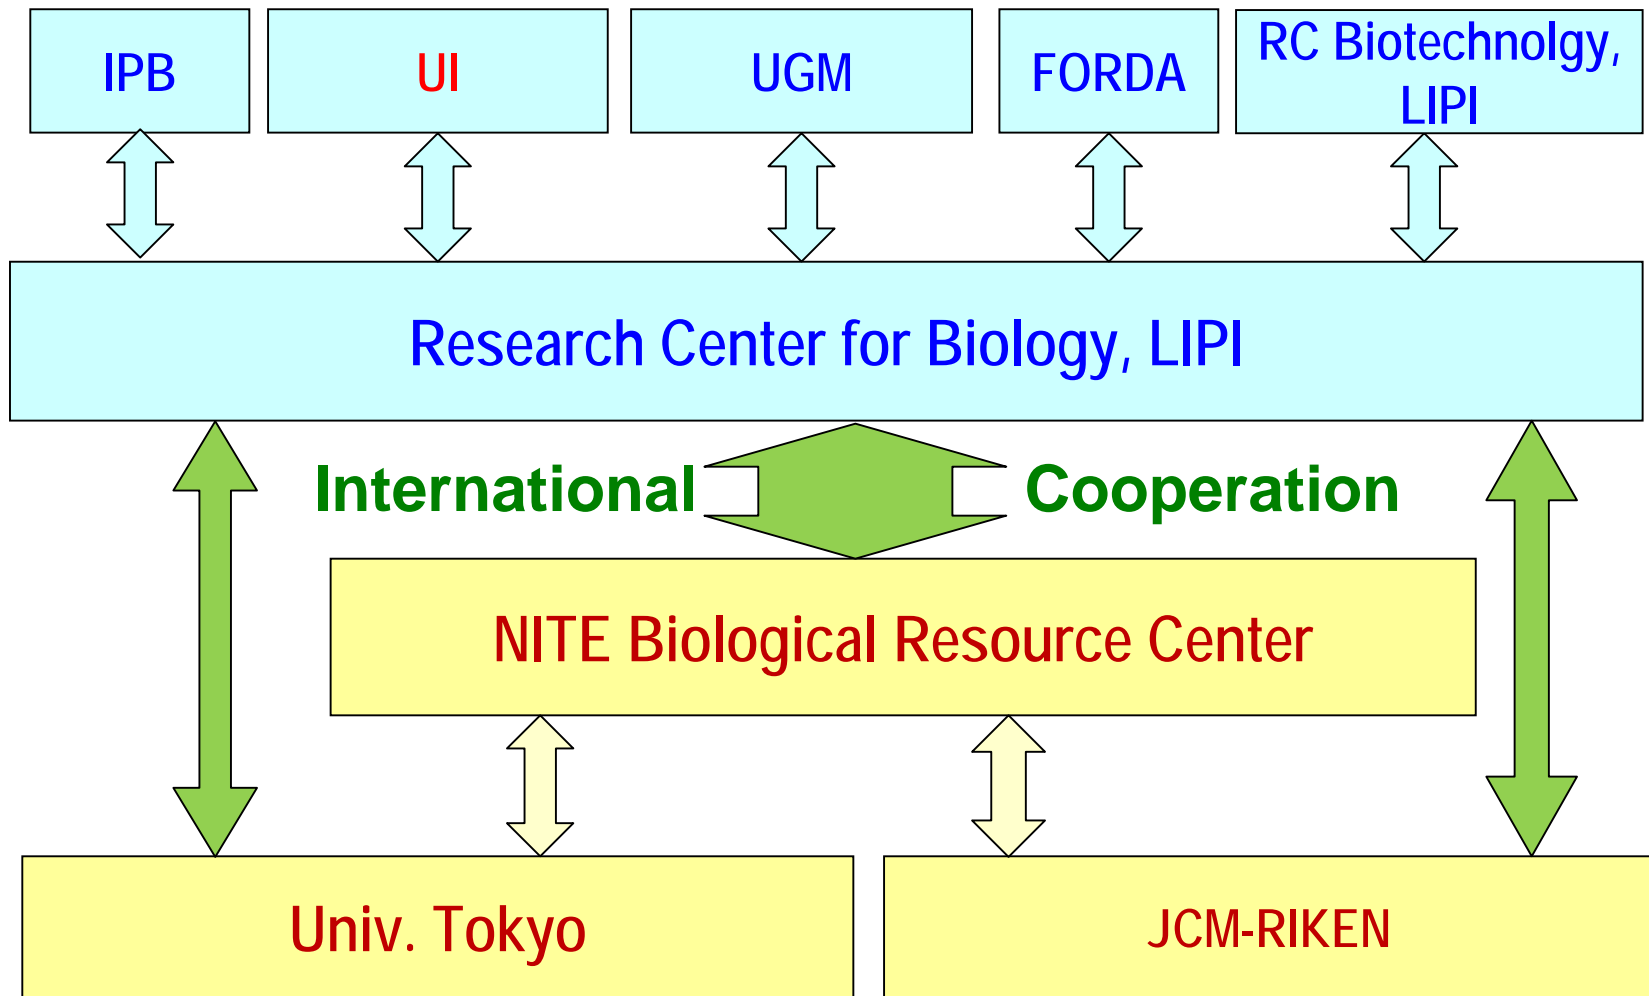 IPB
UI
UGM
FORDA
RC Biotechnolgy,
LIPI
Research Center for Biology, LIPI
International Cooperation
NITE Biological Resource Center
Univ. Tokyo
JCM-RIKEN